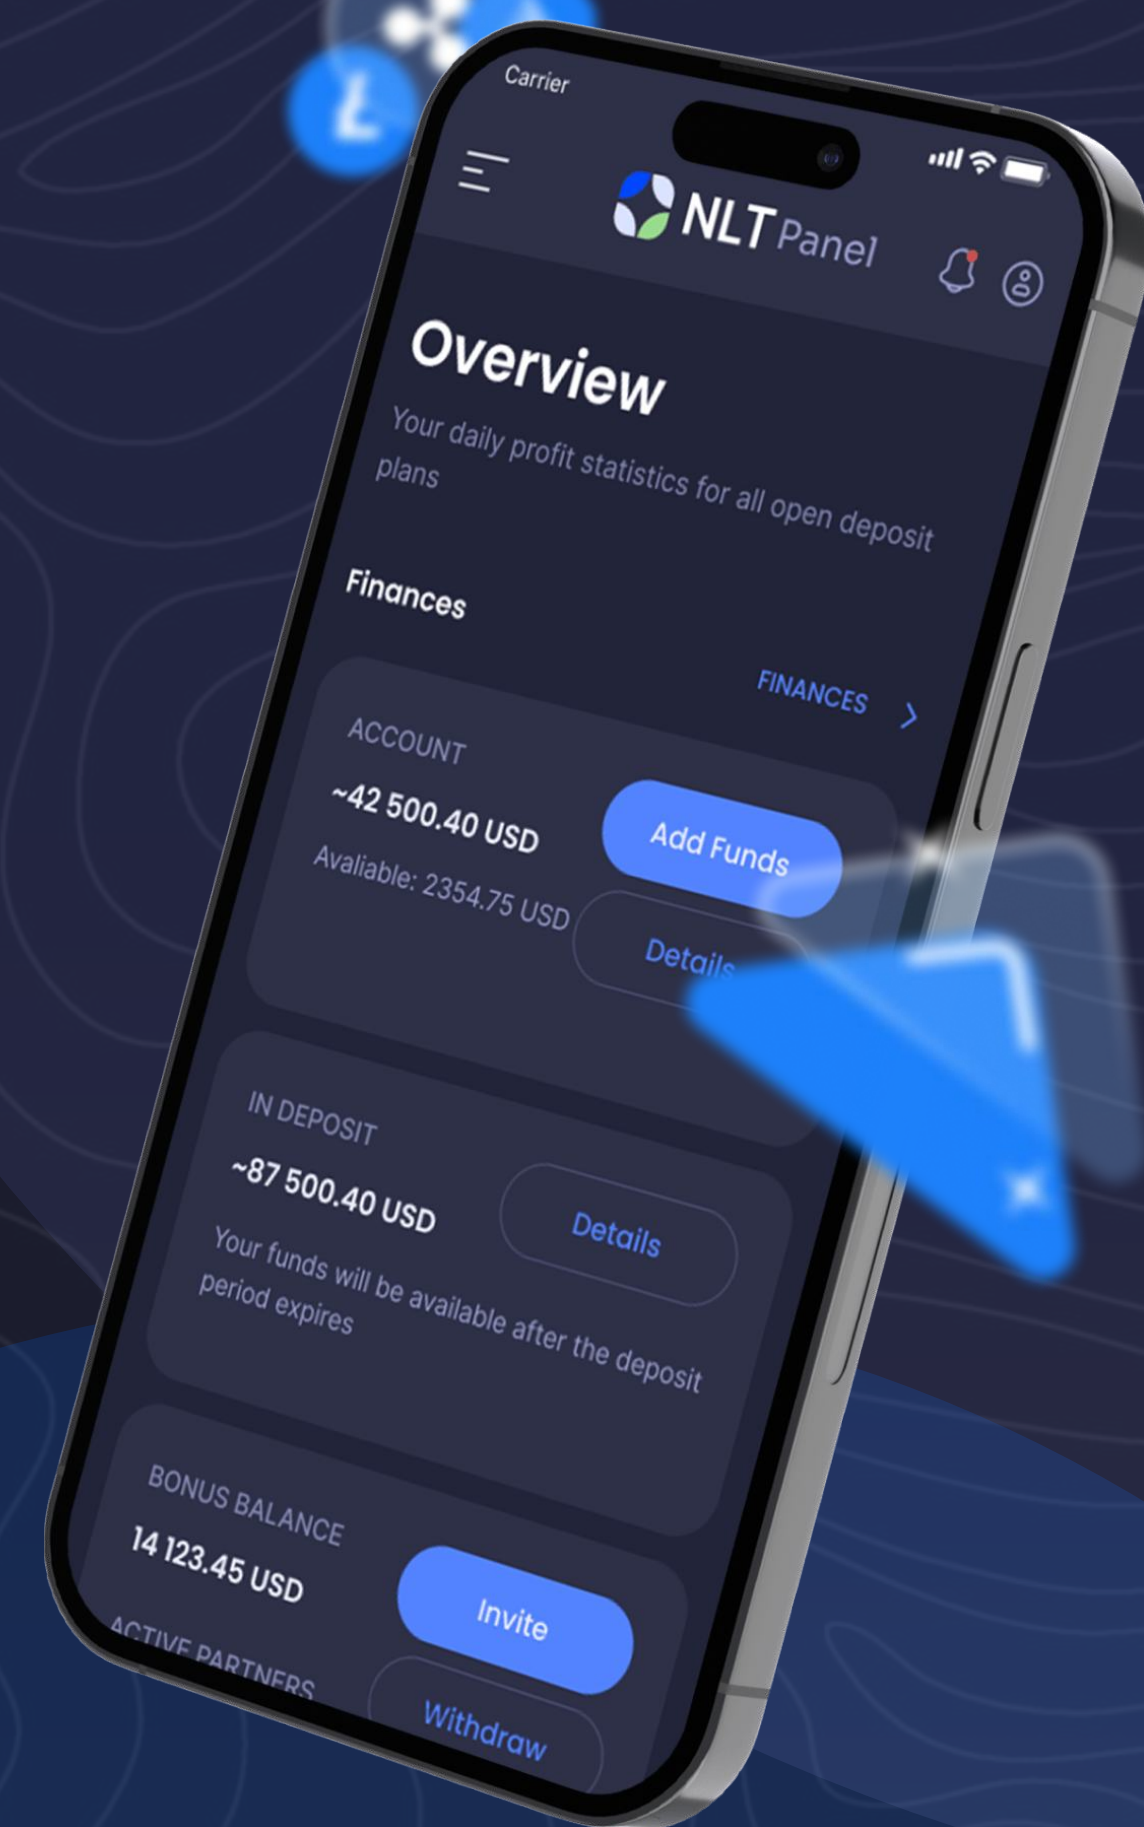 Carrier
NLT Panel
Overview
Your daily profit statistics for all open deposit
plans
Finances
FINANCES
ACCOUNT
~42 500.40 USD
Add Funds
Avaliable: 2354.75 USD
Details
IN DEPOSIT
~87 500.40 USD
Details
Your funds will be available after the deposit
period expires
BONUS BALANCE
14 123.45 USD
Invite
ACTIVE PARTNERS
Withdraw